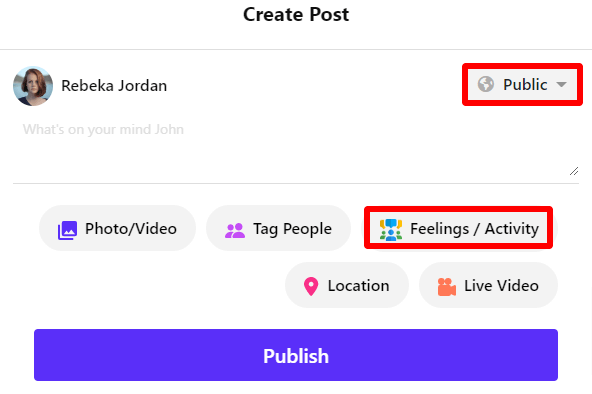 Create Post
Rebeka Jordan
Public
What's on your mind John
Photo/Video
Tag People
Feelings / Activity
Location
Live Video
Publish